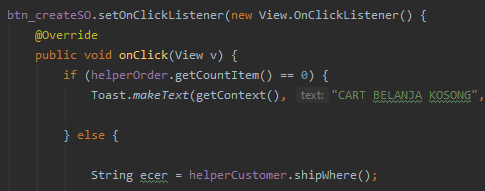 btn_createSO.setOnClickListener(new View.OnClickListener() {
@Override
public void onClick(View v) {
if (helperOrder.getCountItem() == 0) {
Toast.makeText(getContext(), text: "CART BELANJA KOSONG",
} else {
String ecer = helperCustomer.shipWhere();